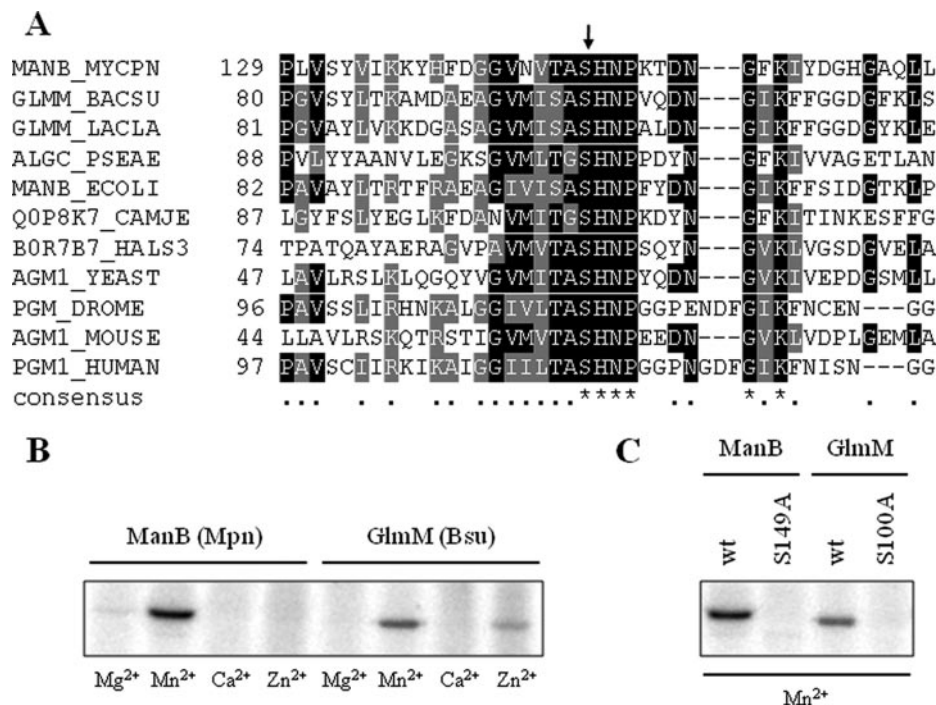 A
MANB_MYCPN 129 PLVSYVIKKYHFDGGVNVTASHNPKTDN---GFKIYDGHGAQLL
GLMM_BACSU 80 PGVSYLTKAMDAEAGVMISASHNPVQDN---GIKFFGGDGFKLS
GLMM_LACLA 81 PGVAYLVKKDGASAGVMISASHNPALDN---GIKFFGGDGYKLE
ALGC_PSEAE 88 PVLYYAANVLEGKSGVMLTGSHNPPDYN---GFKIVVAGETLAN
MANB_ECOLI 82 PAVAYLTRTFRAEAGIVISASHNPFYDN---GIKFFSIDGTKLP
Q0P8K7_CAMJE 87 LGYFSLYEGLKFDANVMITGSHNPKDYN---GFKITINKESFFG
B0R7B7_HALS3 74 TPATQAYAERAGVPAVMVTASHNPSQYN---GVKLVGSDGVELA
AGM1_YEAST 47 LAVLRSLKLQGQYVGVMITASHNPYQDN---GVKIVEPDGSMLL
PGM_DROME 96 PAVSSLIRHNKALGGIVLTASHNPGGPENDFGIKFNCEN---GG
AGM1_MOUSE 44 LLAVLRSKQTRSTIGVMVTASHNPEEDN---GVKLVDPLGEMLA
PGM1_HUMAN 97 PAVSCIIRKIKAIGGIILTASHNPGGPNGDFGIKFNISN---GG
consensus ... . . .. .......**** .. *.*. . .
B
ManB (Mpn) GlmM (Bsu)
Mg2+ Mn2+ Ca2+ Zn2+ Mg2+ Mn2+ Ca2+ Zn2+
C
ManB GlmM
wt S149A wt S100A
Mn2+